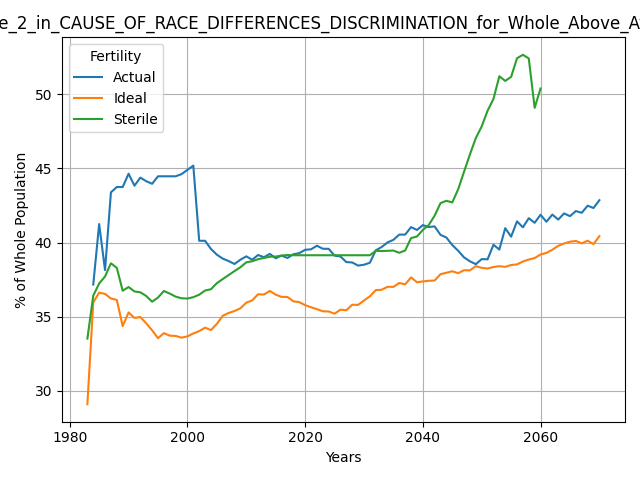 e_2_in_CAUSE_OF_RACE_DIFFERENCES_DISCRIMINATION_for_Whole_Above_A
Fertility
Actual
Ideal
Sterile
50
45
40
35
30
% of Whole Population
1980
2000
2020
2040
2060
Years